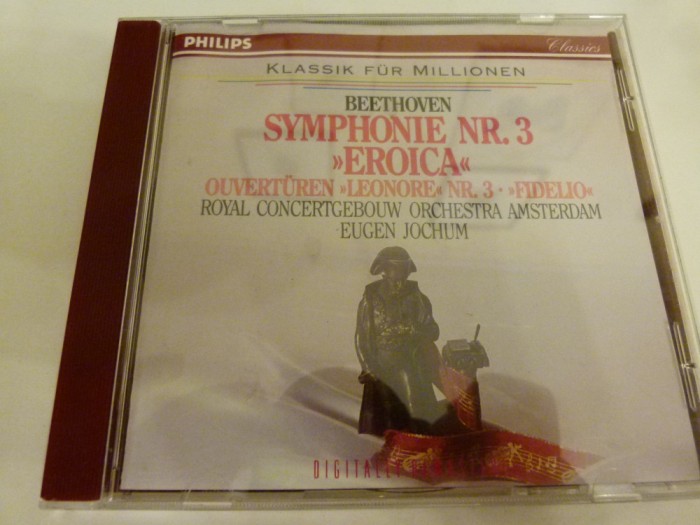 PHILIPS Classics
KLASSIK FÜR MILLIONEN
BEETHOVEN
SYMPHONIE NR. 3
»EROICA«
OUVERTÜREN »LEONORE« NR. 3 · »FIDELIO«
ROYAL CONCERTGEBOUW ORCHESTRA AMSTERDAM
EUGEN JOCHUM